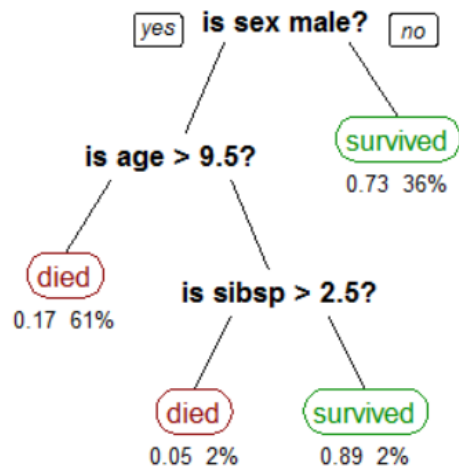 yes is sex male? no
survived
is age > 9.5?
0.73 36%
died
is sibsp > 2.5?
0.17 61%
died survived
0.05 2% 0.89 2%